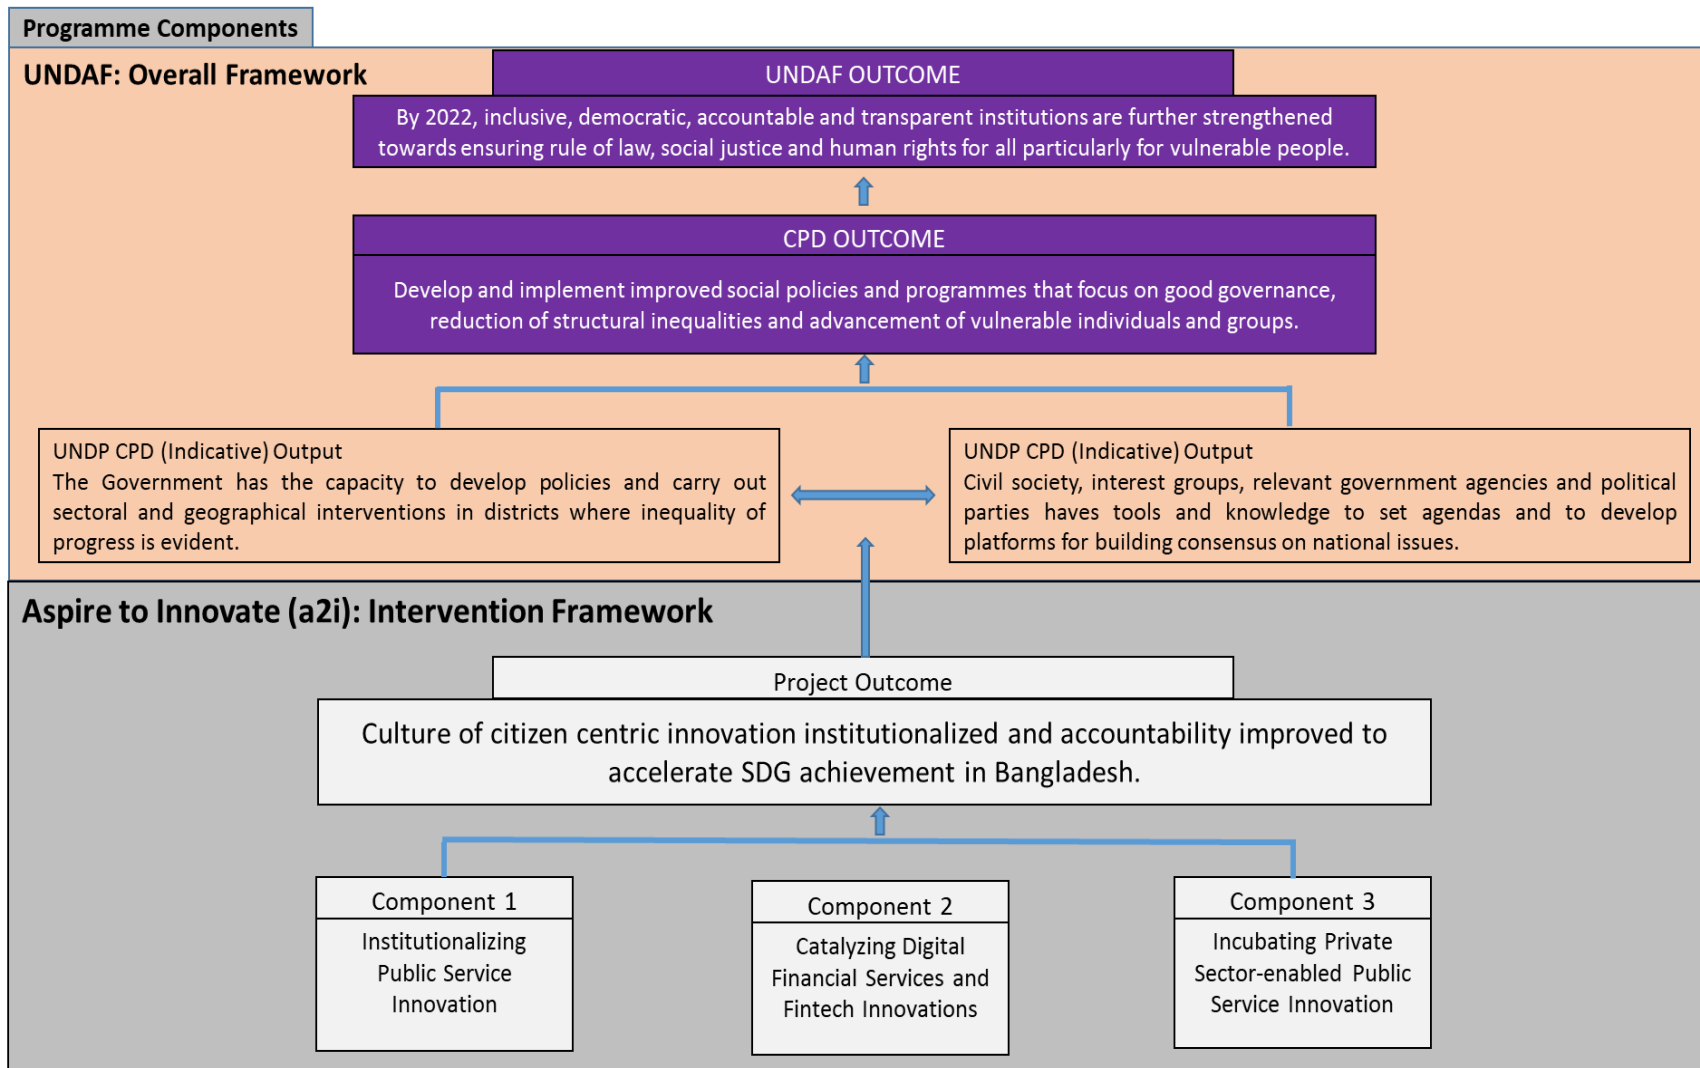 Programme Components
UNDAF: Overall Framework
UNDAF OUTCOME
By 2022, inclusive, democratic, accountable and transparent institutions are further strengthened
towards ensuring rule of law, social justice and human rights for all particularly for vulnerable people.
CPD OUTCOME
Develop and implement improved social policies and programmes that focus on good governance,
reduction of structural inequalities and advancement of vulnerable individuals and groups.
UNDP CPD (Indicative) Output
The Government has the capacity to develop policies and carry out
sectoral and geographical interventions in districts where inequality of
progress is evident.
UNDP CPD (Indicative) Output
Civil society, interest groups, relevant government agencies and political
parties haves tools and knowledge to set agendas and to develop
platforms for building consensus on national issues.
Aspire to Innovate (a2i): Intervention Framework
Project Outcome
Culture of citizen centric innovation institutionalized and accountability improved to
accelerate SDG achievement in Bangladesh.
Component 1
Institutionalizing
Public Service
Innovation
Component 2
Catalyzing Digital
Financial Services and
Fintech Innovations
Component 3
Incubating Private
Sector-enabled Public
Service Innovation